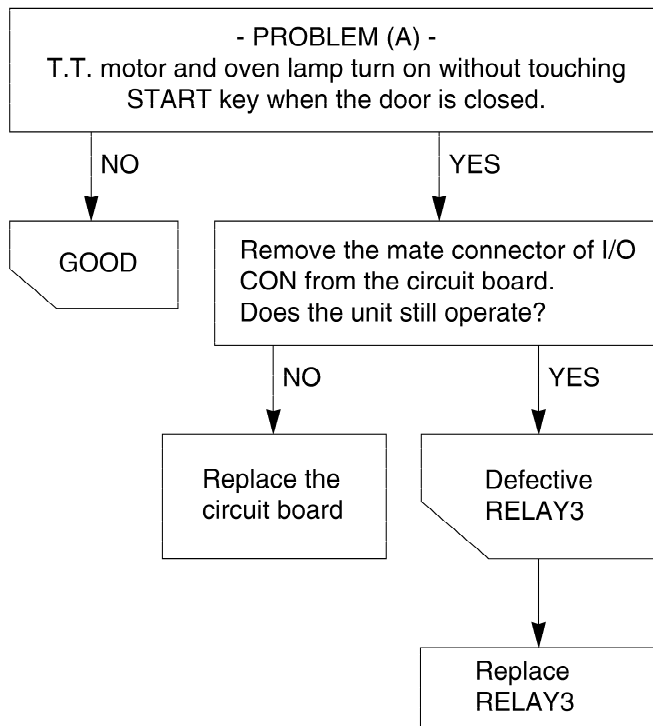 - PROBLEM (A) -
T.T. motor and oven lamp turn on without touching
START key when the door is closed.
NO
YES
GOOD
Remove the mate connector of I/O
CON from the circuit board.
Does the unit still operate?
NO
YES
Replace the
circuit board
Defective
RELAY3
Replace
RELAY3